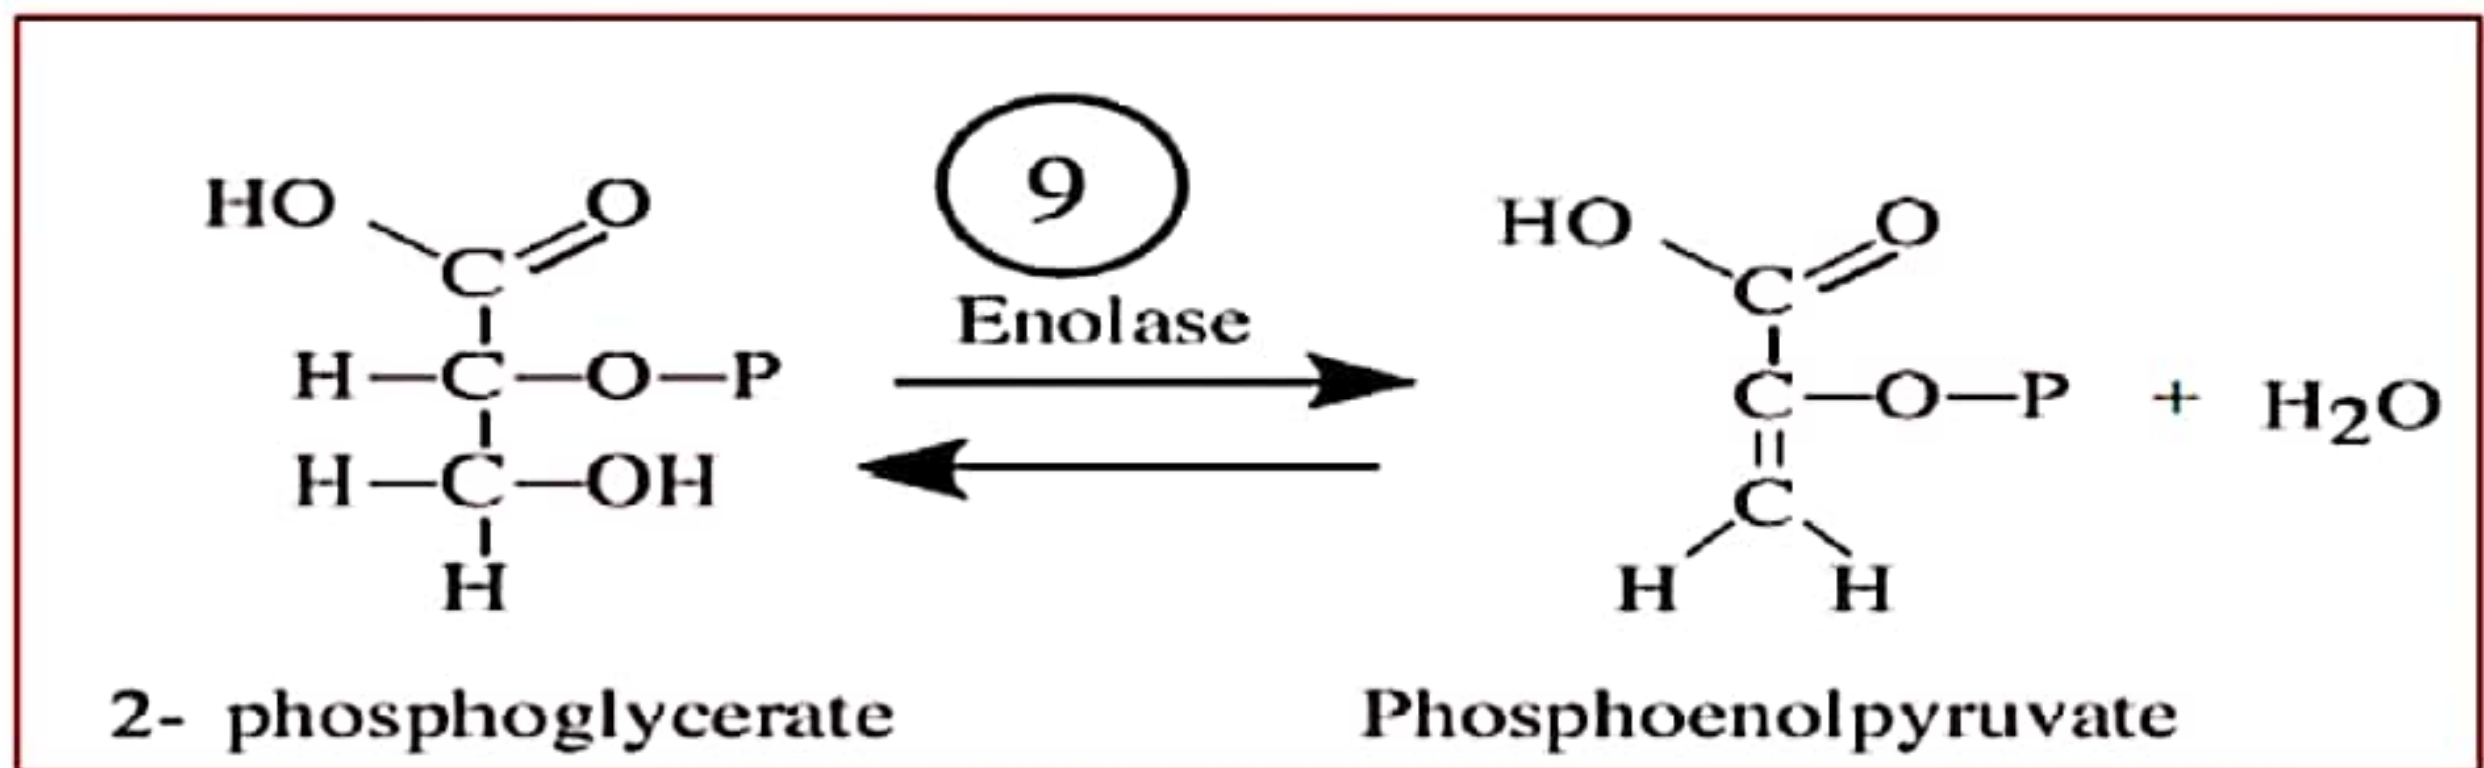 9
HO O HO O
C C
Enolase
H—C—O—P C—O—P + H2O
H—C—OH C
H H H
2- phosphoglycerate Phosphoenolpyruvate